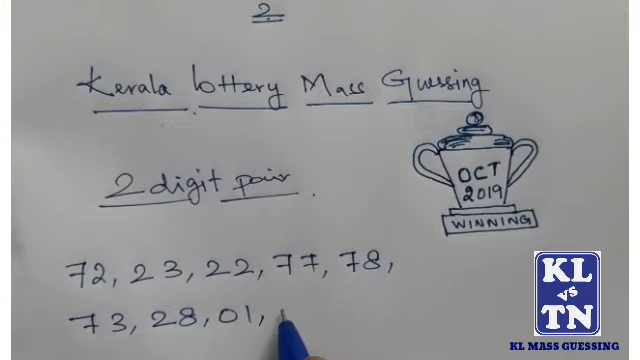 2.
Kerala lottery Mass Guessing
2 digit pair.
OCT
2019
WINNING
72, 23, 22, 77, 78,
73, 28, 01,
KL
VS
TN
KL MASS GUESSING